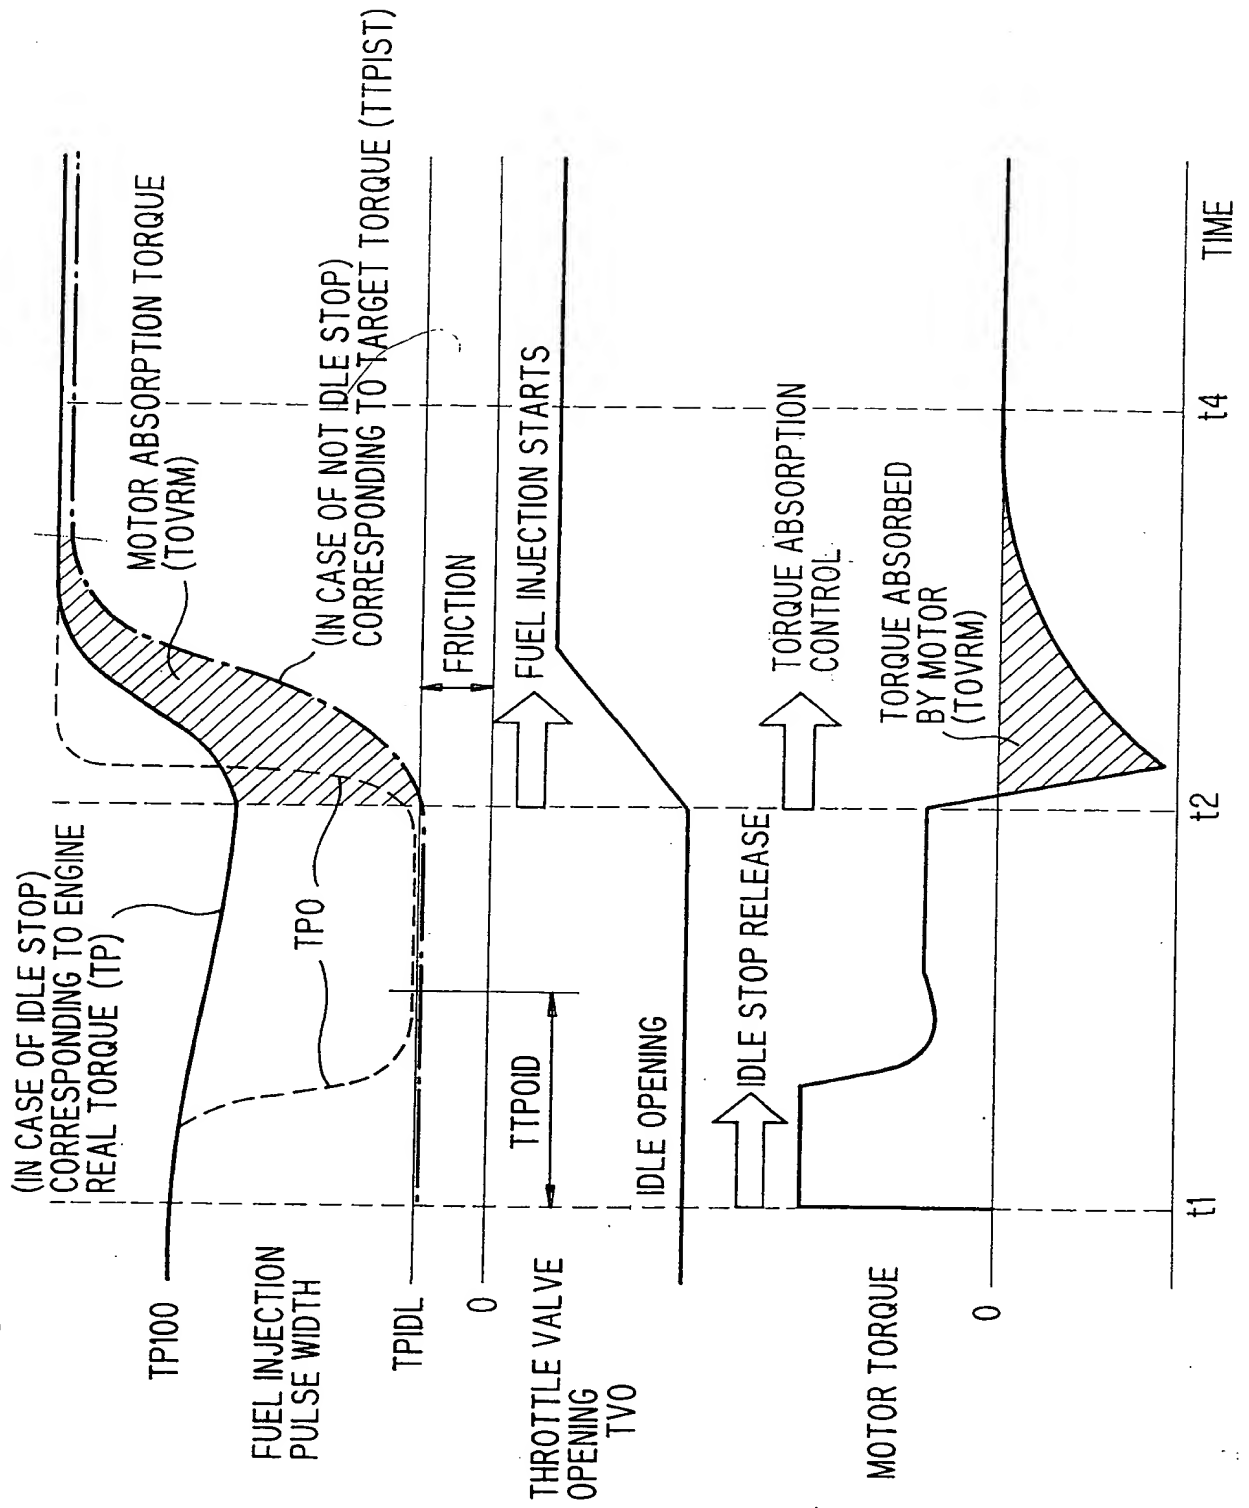 (IN CASE OF IDLE STOP)
CORRESPONDING TO ENGINE
REAL TORQUE (TP)
MOTOR ABSORPTION TORQUE
(TOVRM)
TP100
FUEL INJECTION
PULSE WIDTH
TPO
(IN CASE OF NOT IDLE STOP)
CORRESPONDING TO TARGET TORQUE (TTPIST)
TPIDL
FRICTION
0
TTPOID
FUEL INJECTION STARTS
THROTTLE VALVE
OPENING
TVO
IDLE OPENING
IDLE STOP RELEASE
TORQUE ABSORPTION
CONTROL
TORQUE ABSORBED
BY MOTOR
(TOVRM)
MOTOR TORQUE
0
t1
t2
t4
TIME